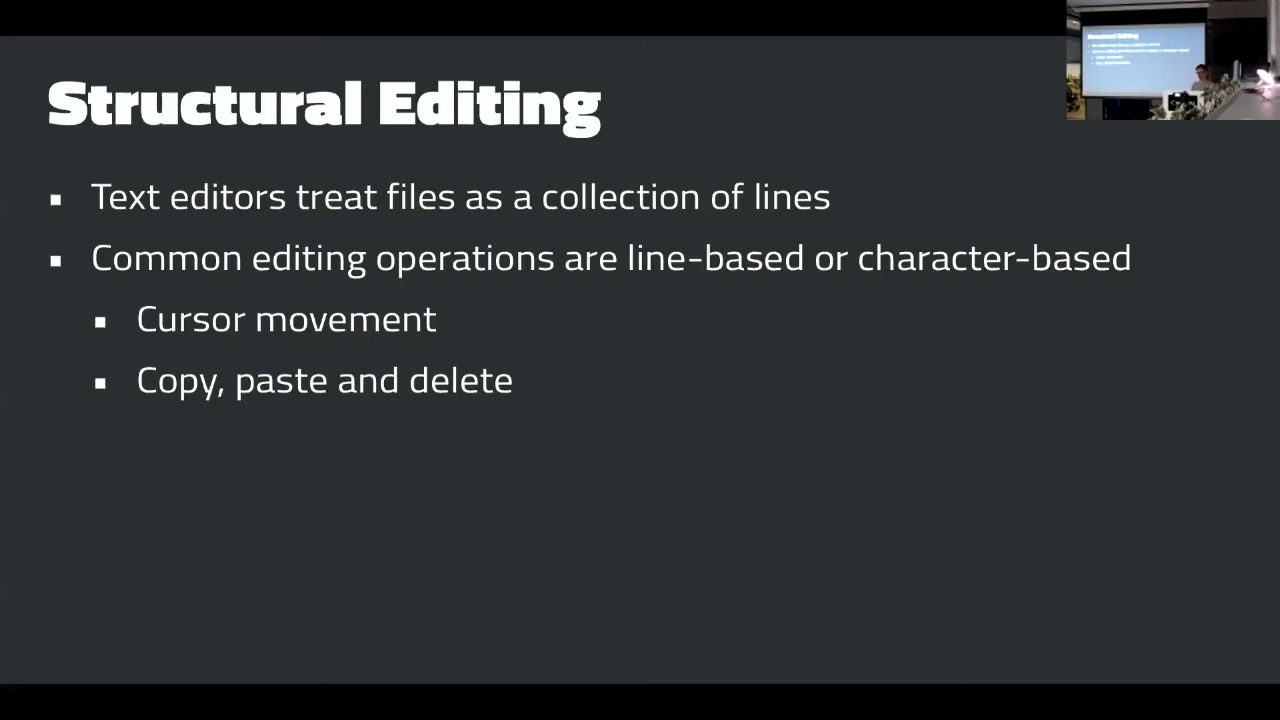 Structural Editing
▪ Text editors treat files as a collection of lines
▪ Common editing operations are line-based or character-based
▪ Cursor movement
▪ Copy, paste and delete